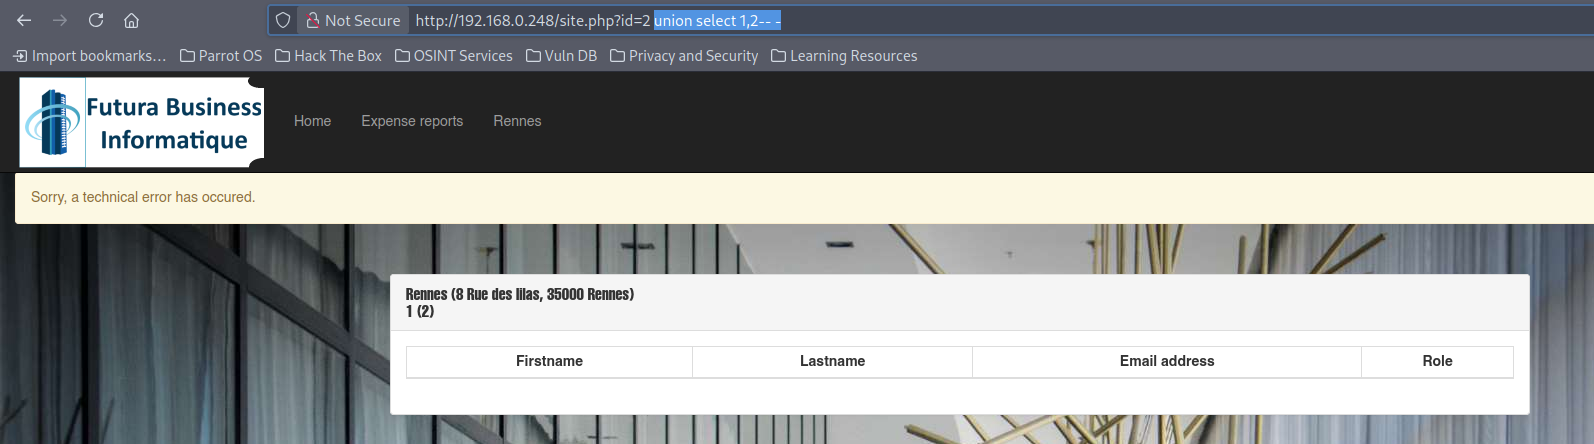 Not Secure http://192.168.0.248/site.php?id=2 union select 1,2-- -
Import bookmarks... Parrot OS Hack The Box OSINT Services Vuln DB Privacy and Security Learning Resources
Futura Business
Informatique
Home Expense reports Rennes
Sorry, a technical error has occured.
Rennes (8 Rue des lilas, 35000 Rennes)
1 (2)
Firstname Lastname Email address Role